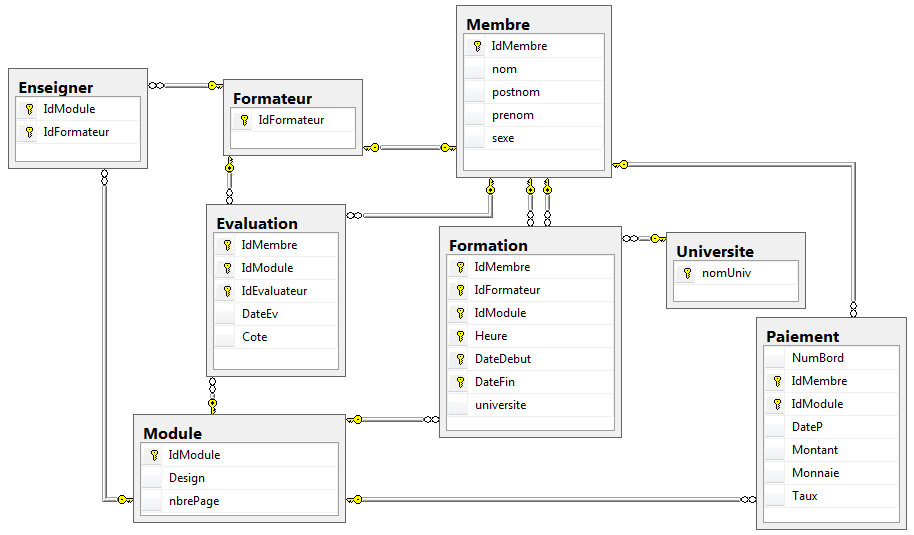 Membre
IdMembre
nom
postnom
prenom
sexe
Enseigner
IdModule
IdFormateur
Formateur
IdFormateur
Evaluation
IdMembre
IdModule
IdEvaluateur
DateEv
Cote
Formation
IdMembre
IdFormateur
IdModule
Heure
DateDebut
DateFin
universite
Universite
nomUniv
Paiement
NumBord
IdMembre
IdModule
DateP
Montant
Monnaie
Taux
Module
IdModule
Design
nbrePage